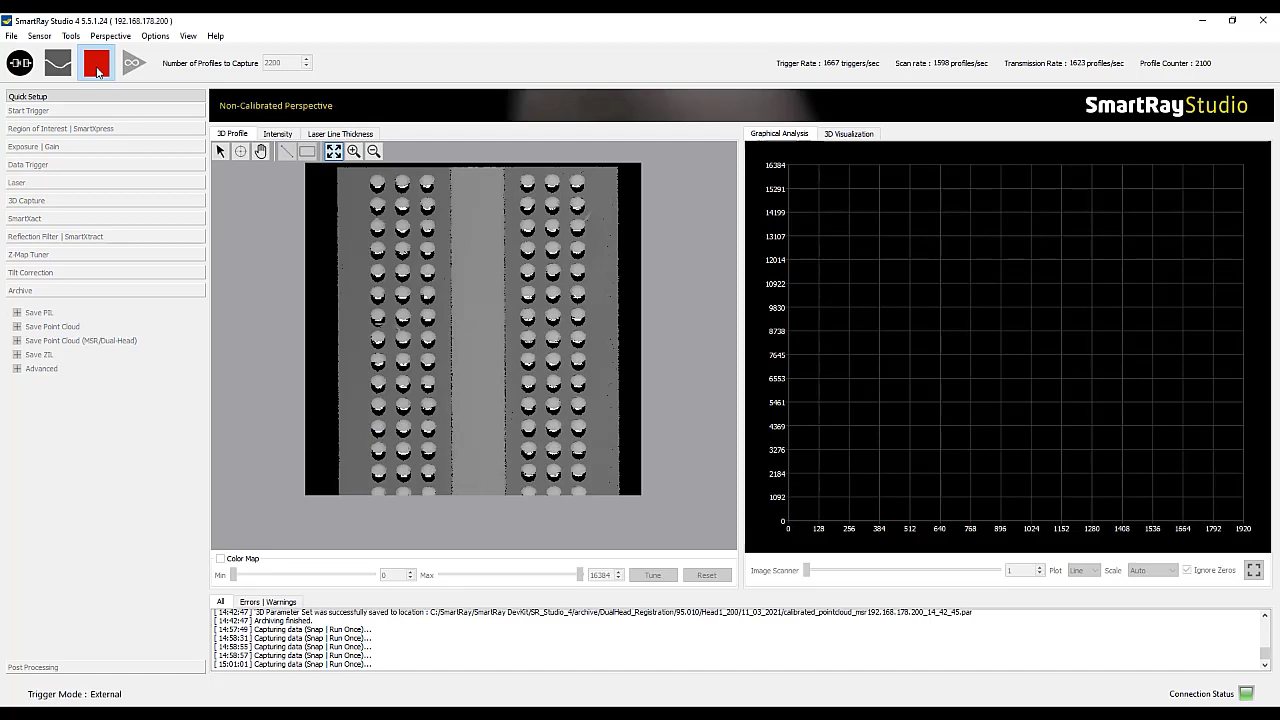 SmartRay Studio 4 5.5.1.24 ( 192.168.178.200 )
File Sensor Tools Perspective Options View Help
Number of Profiles to Capture 2200
Trigger Rate : 1667 triggers/sec Scan rate : 1598 profiles/sec Transmission Rate : 1623 profiles/sec Profile Counter : 2100
Quick Setup
Start Trigger
Region of Interest | SmartXpress
Exposure | Gain
Data Trigger
Laser
3D Capture
SmartXact
Reflection Filter | SmartXtract
Z-Map Tuner
Tilt Correction
Archive
Save PIL
Save Point Cloud
Save Point Cloud (MSR/Dual-Head)
Save ZIL
Advanced
Post Processing
Trigger Mode : External
Non-Calibrated Perspective
SmartRayStudio
3D Profile Intensity Laser Line Thickness
Color Map
Min 0 Max 16384 Tune Reset
Graphical Analysis 3D Visualization
16384
15291
14199
13107
12014
10922
9830
8738
7645
6553
5461
4369
3276
2184
1092
0
0 128 256 384 512 640 768 896 1024 1152 1280 1408 1536 1664 1792 1920
Image Scanner 1 Plot Line Scale Auto Ignore Zeros
All Errors | Warnings
[ 14:42:47] 3D Parameter Set was successfully saved to location : C:/SmartRay/SmartRay DevKit/SR_Studio_4/archive/DualHead_Registration/95.010/Head1_200/11_03_2021/calibrated_pointcloud_msr192.168.178.200_14_42_45.par
[ 14:42:47] Archiving finished.
[ 14:57:49] Capturing data (Snap | Run Once)...
[ 14:58:31] Capturing data (Snap | Run Once)...
[ 14:58:55] Capturing data (Snap | Run Once)...
[ 14:58:57] Capturing data (Snap | Run Once)...
[ 15:01:01] Capturing data (Snap | Run Once)...
Connection Status